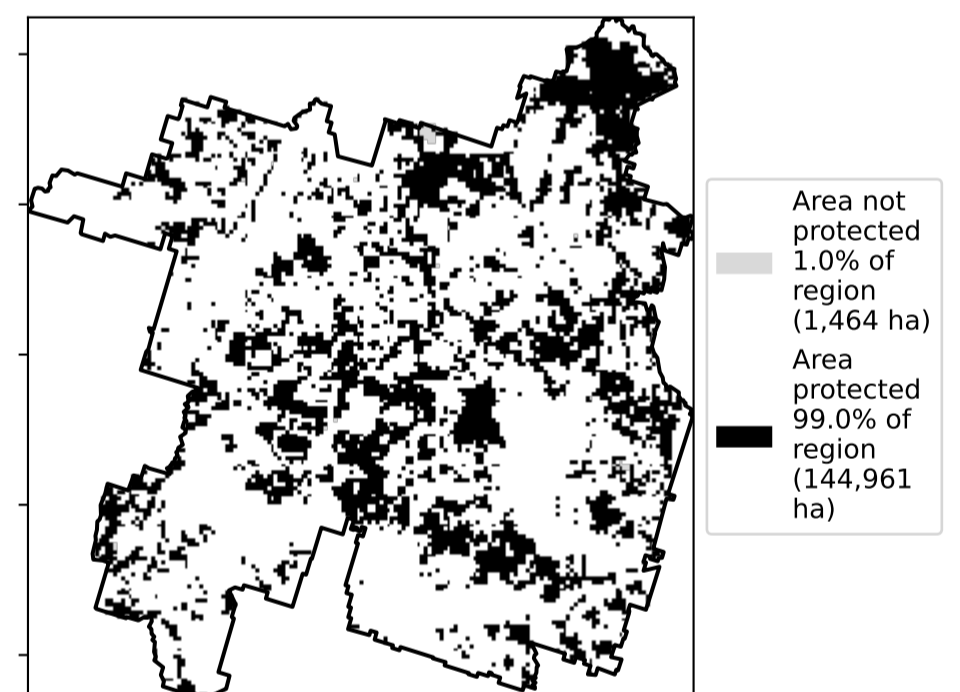 Area not
protected
1.0% of
region
(1,464 ha)
Area
protected
99.0% of
region
(144,961
ha)